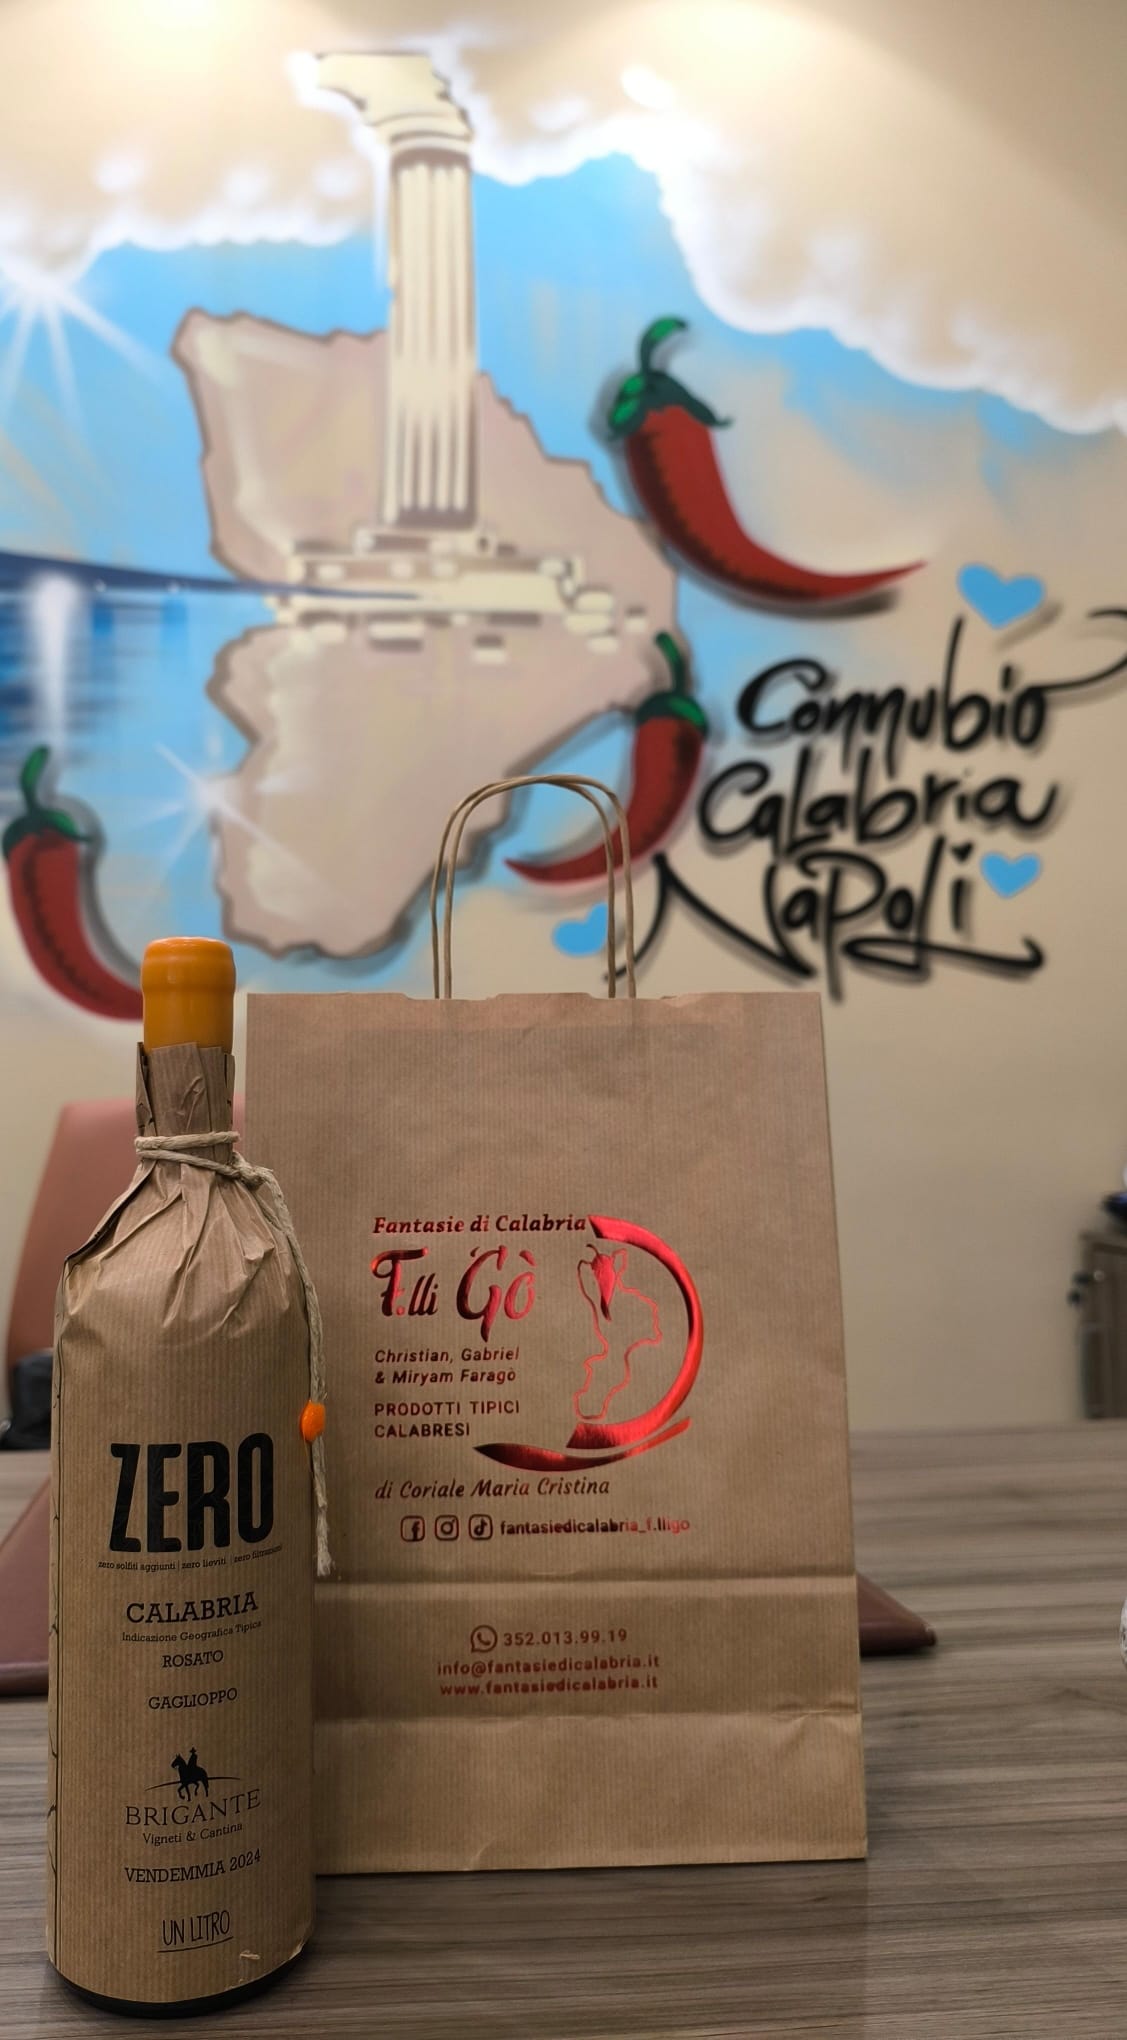 Connubio
Calabria
Napoli
Fantasie di Calabria
F.lli Gò
Christian, Gabriel
& Miryam Faragò
PRODOTTI TIPICI
CALABRESI
di Coriale Maria Cristina
fantasiedicalabria_f.lligo
352.013.99.19
info@fantasiedicalabria.it
www.fantasiedicalabria.it
ZERO
zero solfiti aggiunti | zero lieviti | zero filtrazioni
CALABRIA
Indicazione Geografica Tipica
ROSATO
GAGLIOPPO
BRIGANTE
Vigneti & Cantina
VENDEMMIA 2024
UN LITRO